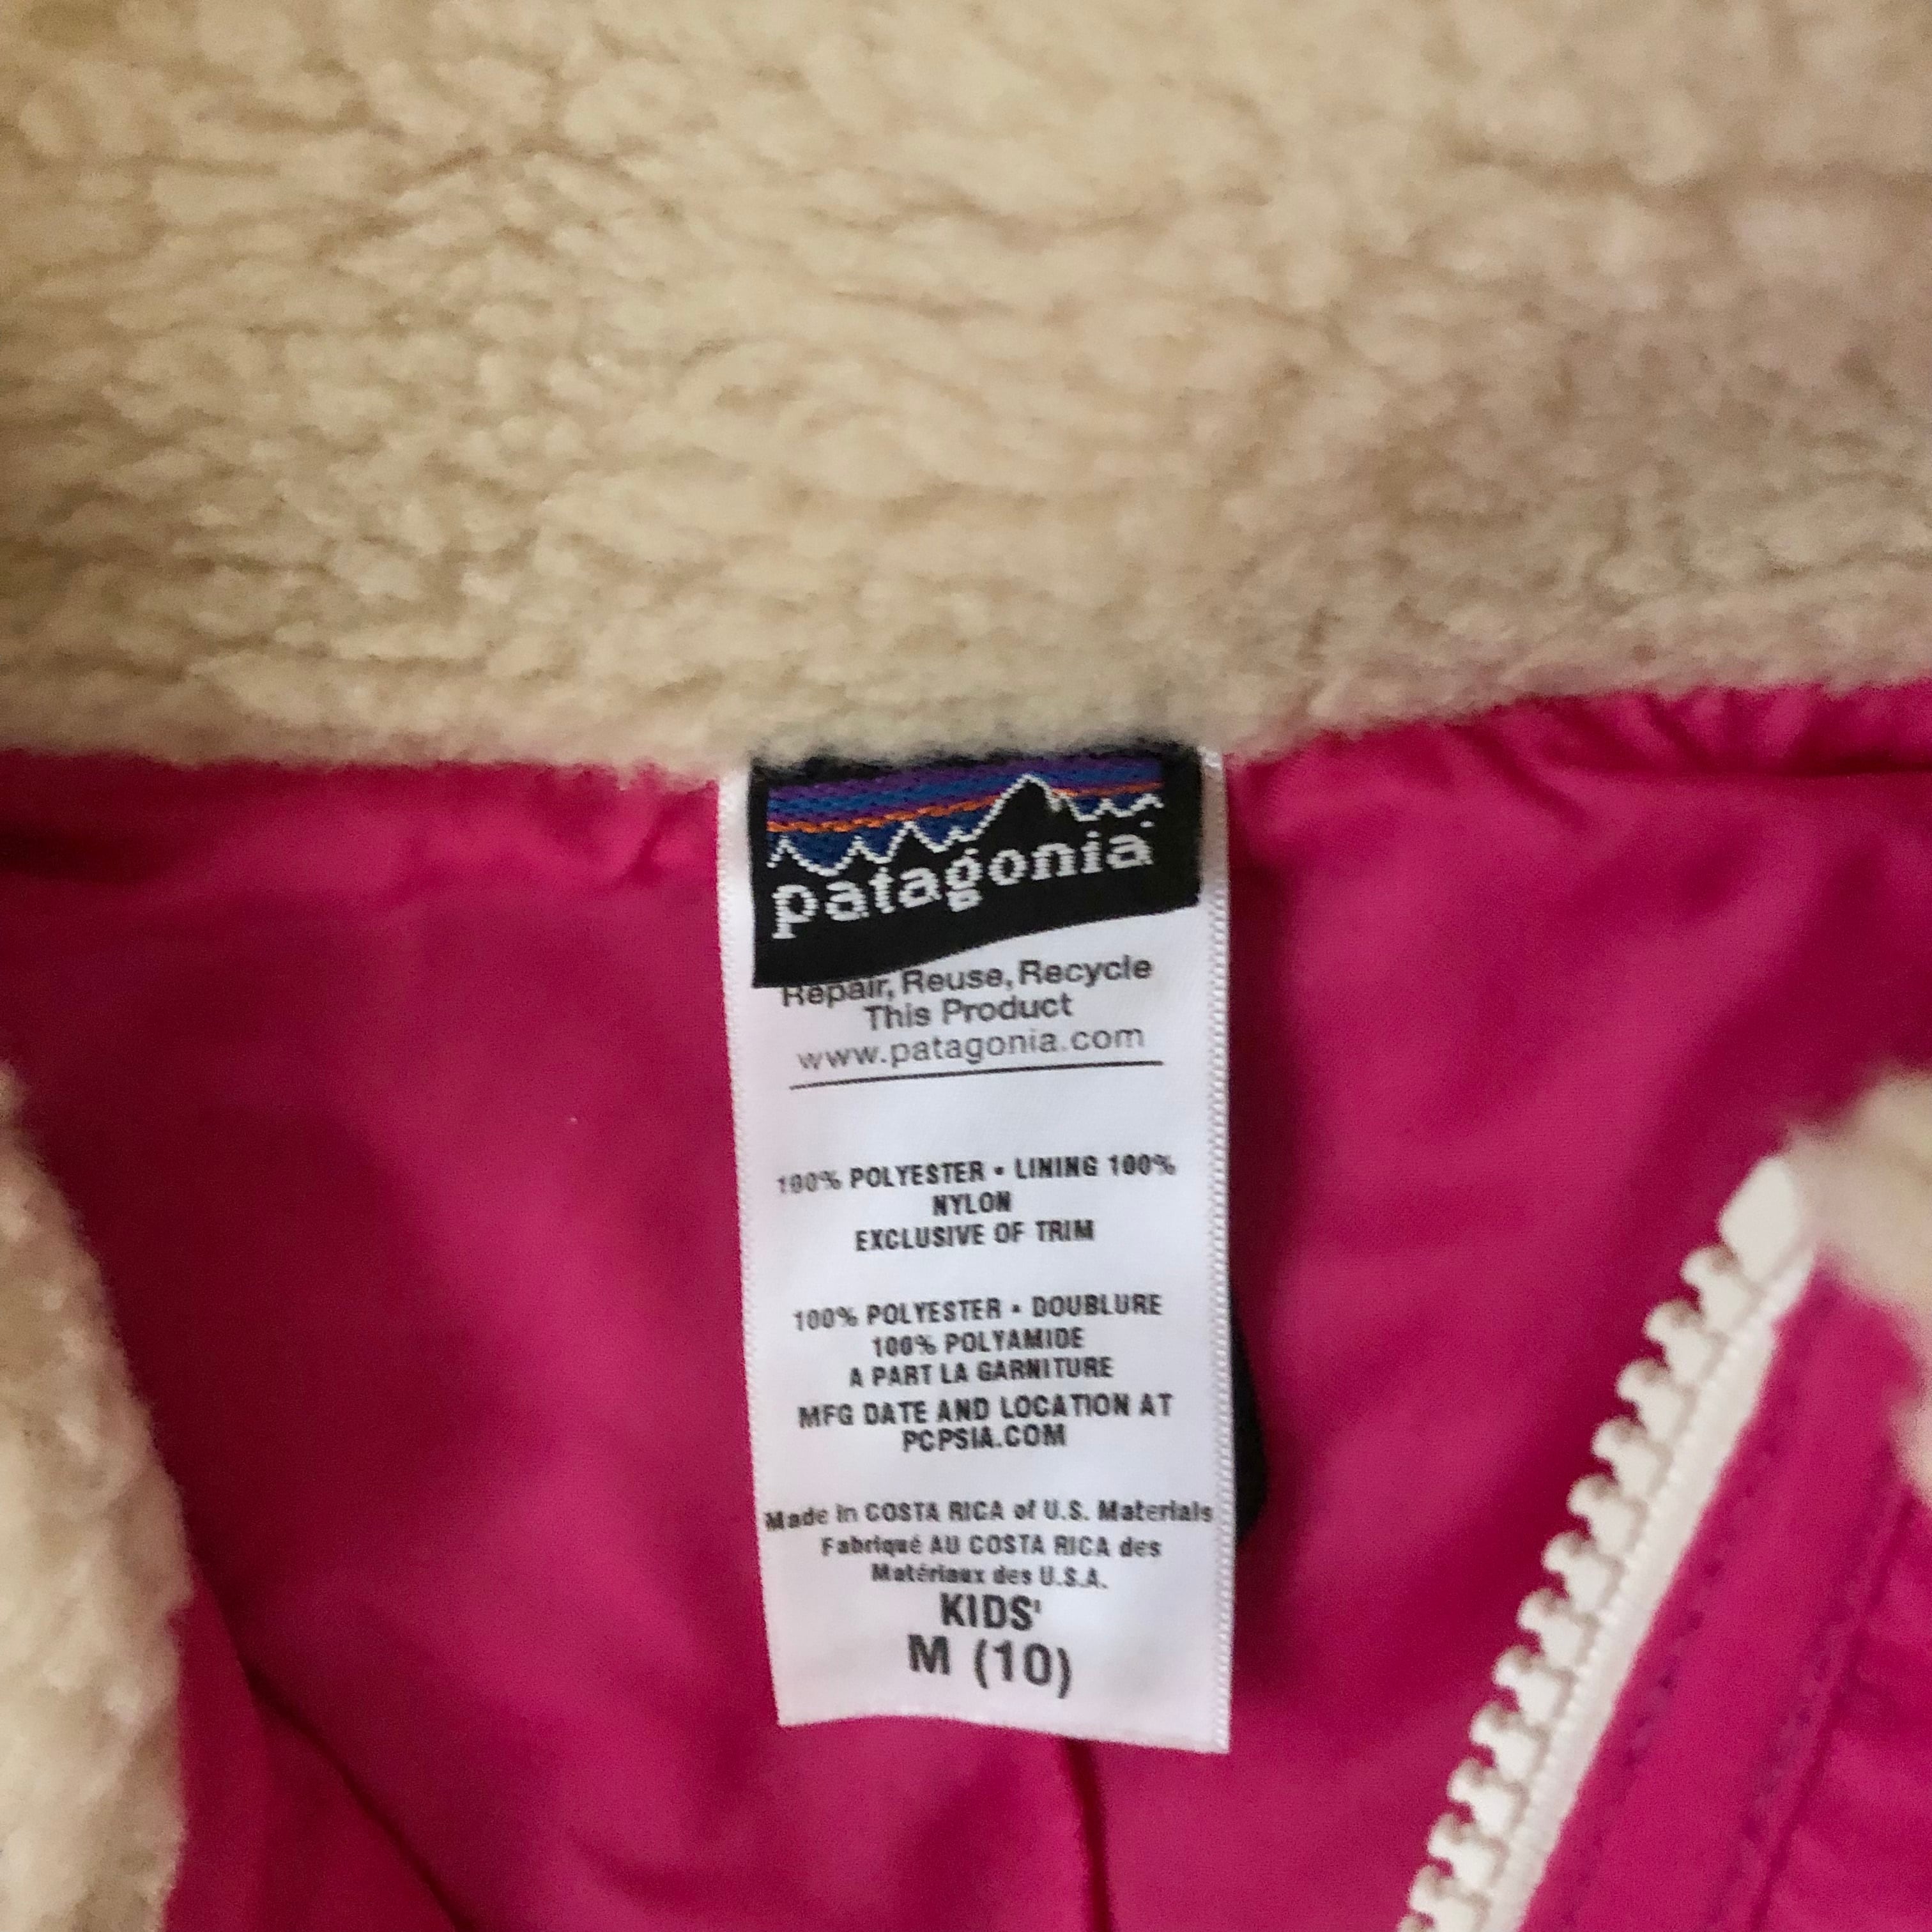 patagonia
Repair, Reuse, Recycle
This Product
www.patagonia.com
100% POLYESTER • LINING 100%
NYLON
EXCLUSIVE OF TRIM
100% POLYESTER • DOUBLURE
100% POLYAMIDE
A PART LA GARNITURE
MFG DATE AND LOCATION AT
PCPSIA.COM
Made in COSTA RICA of U.S. Materials
Fabriqué AU COSTA RICA des
Matériaux des U.S.A.
KIDS'
M (10)